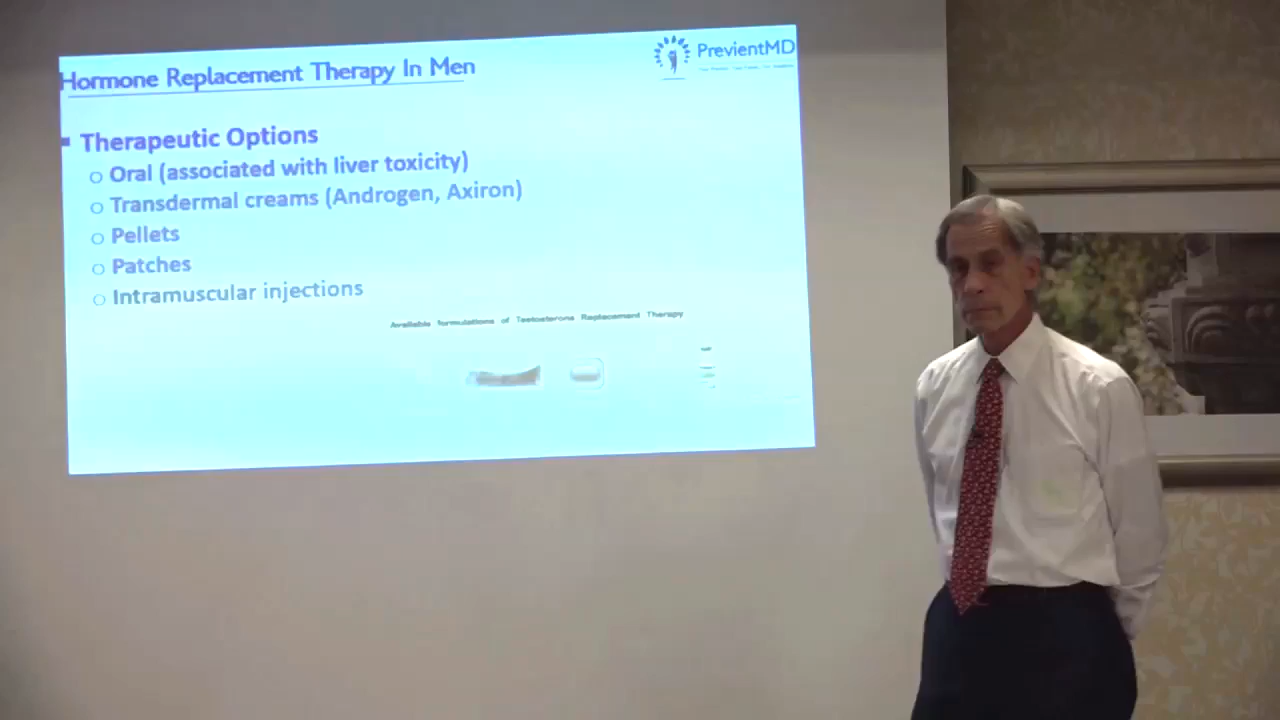 Hormone Replacement Therapy In Men
PrevientMD
Therapeutic Options
Oral (associated with liver toxicity)
Transdermal creams (Androgen, Axiron)
Pellets
Patches
Intramuscular injections
Available formulations of Testosterone Replacement Therapy